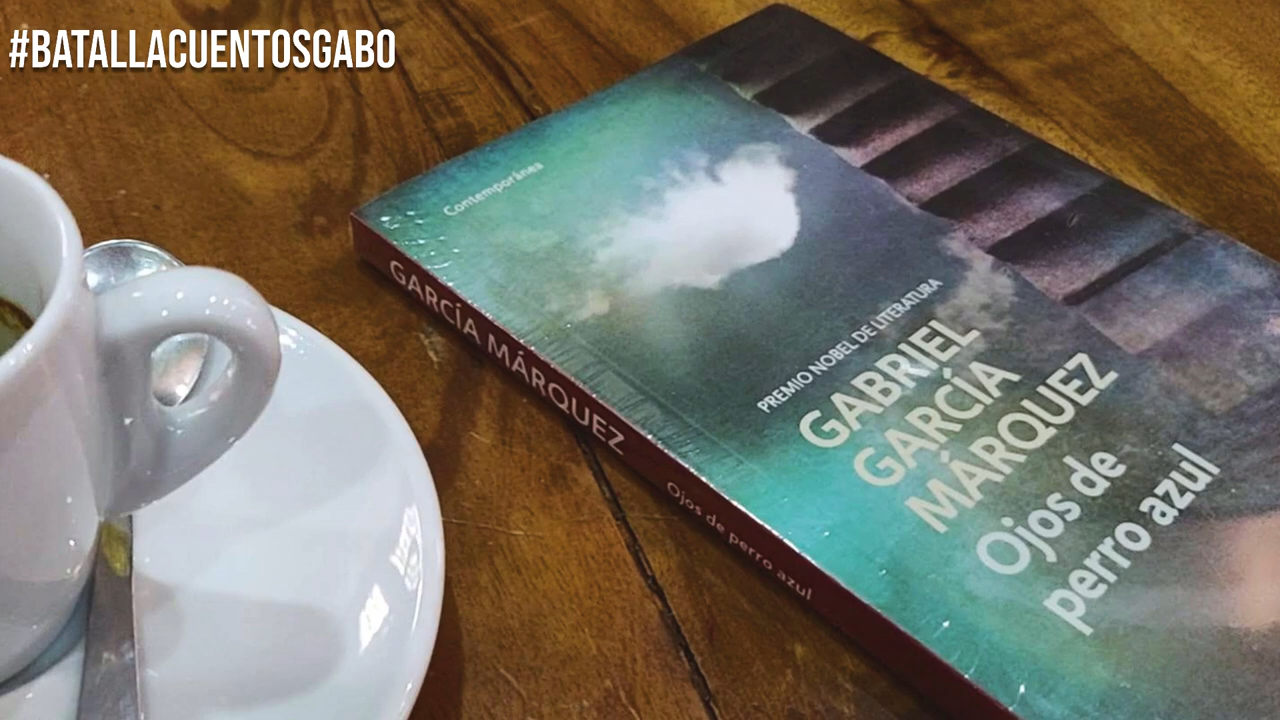 #BATALLACUENTOSGABO
Contemporánea
PREMIO NOBEL DE LITERATURA
GABRIEL
GARCÍA
MÁRQUEZ
Ojos de
perro azul
GARCÍA MÁRQUEZ
Ojos de perro azul